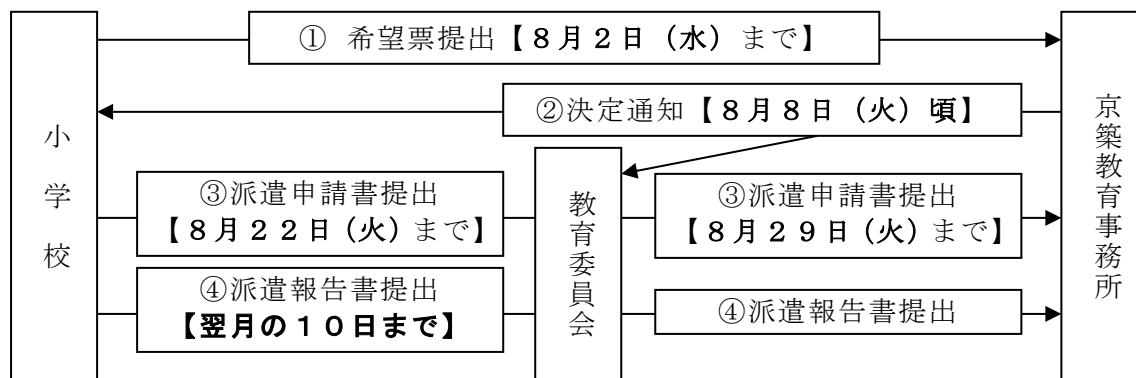 小学校
① 希望票提出【８月２日（水）まで】
②決定通知【８月８日（火）頃】
③派遣申請書提出
【８月２２日（火）まで】
教育委員会
③派遣申請書提出
【８月２９日（火）まで】
④派遣報告書提出
【翌月の１０日まで】
④派遣報告書提出
京築教育事務所